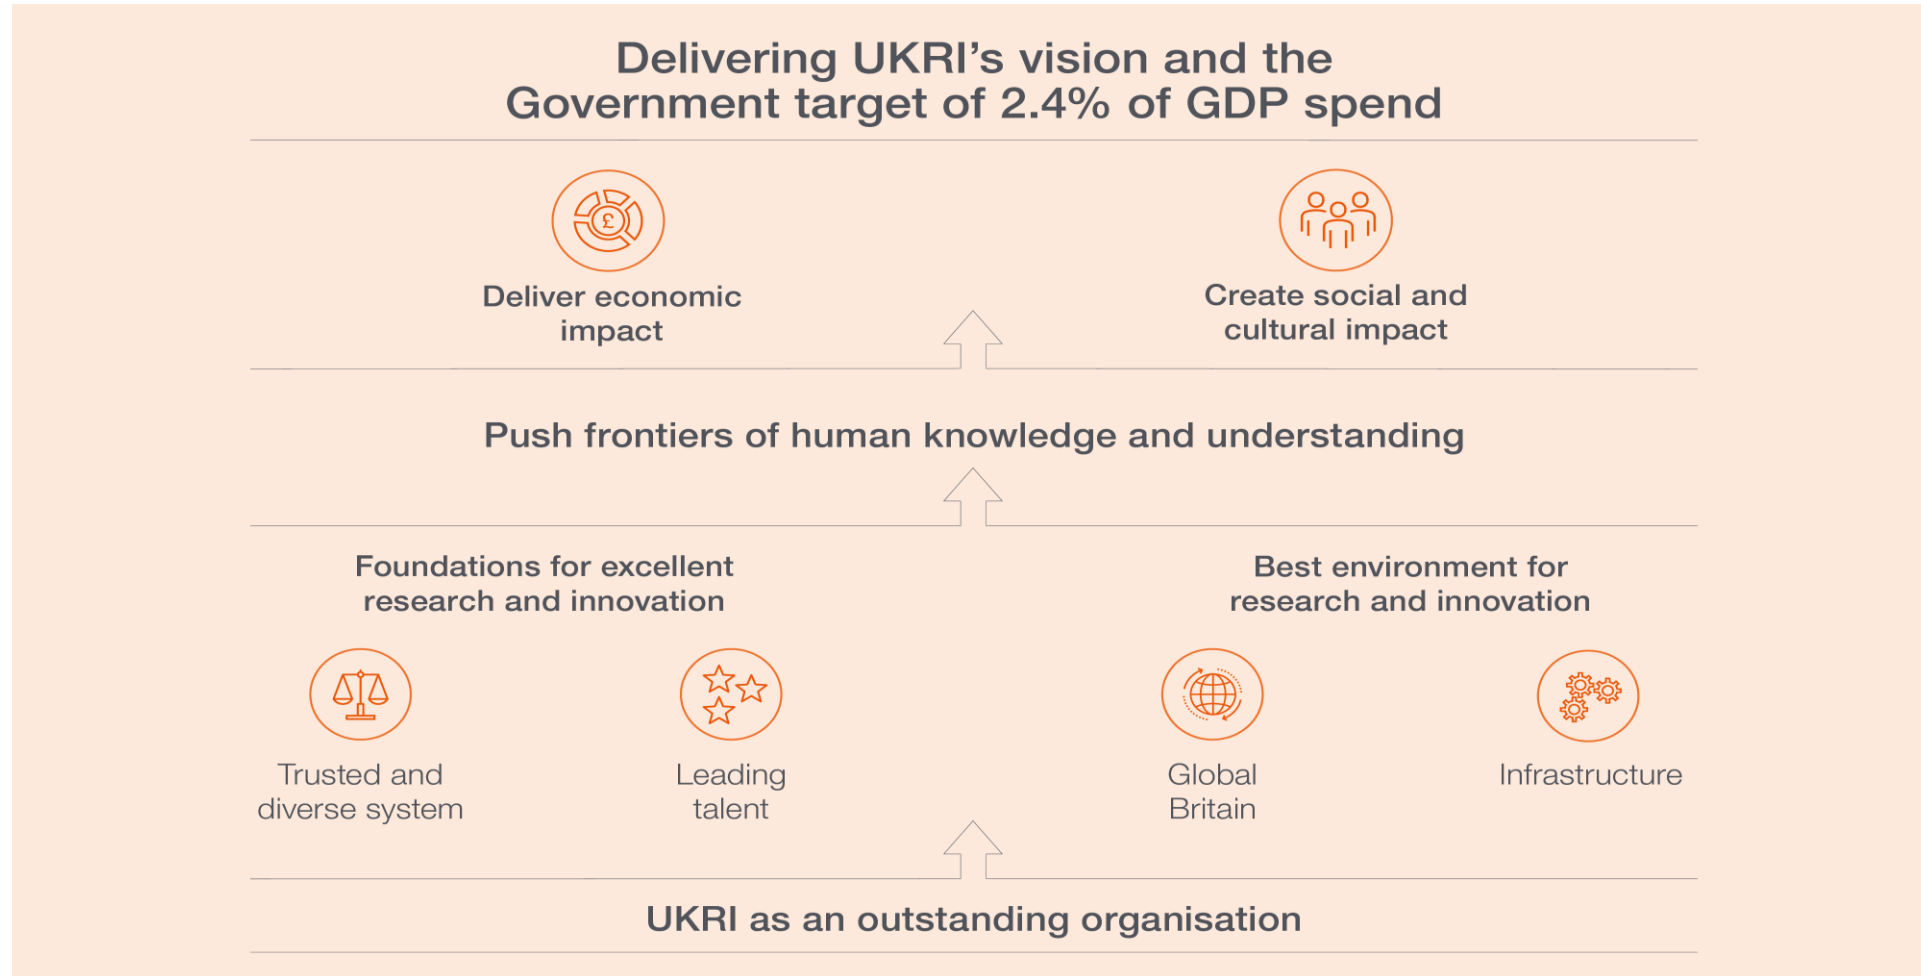 Delivering UKRI’s vision and the
Government target of 2.4% of GDP spend
£
Deliver economic
impact
Create social and
cultural impact
Push frontiers of human knowledge and understanding
Foundations for excellent
research and innovation
Best environment for
research and innovation
Trusted and
diverse system
Leading
talent
Global
Britain
Infrastructure
UKRI as an outstanding organisation